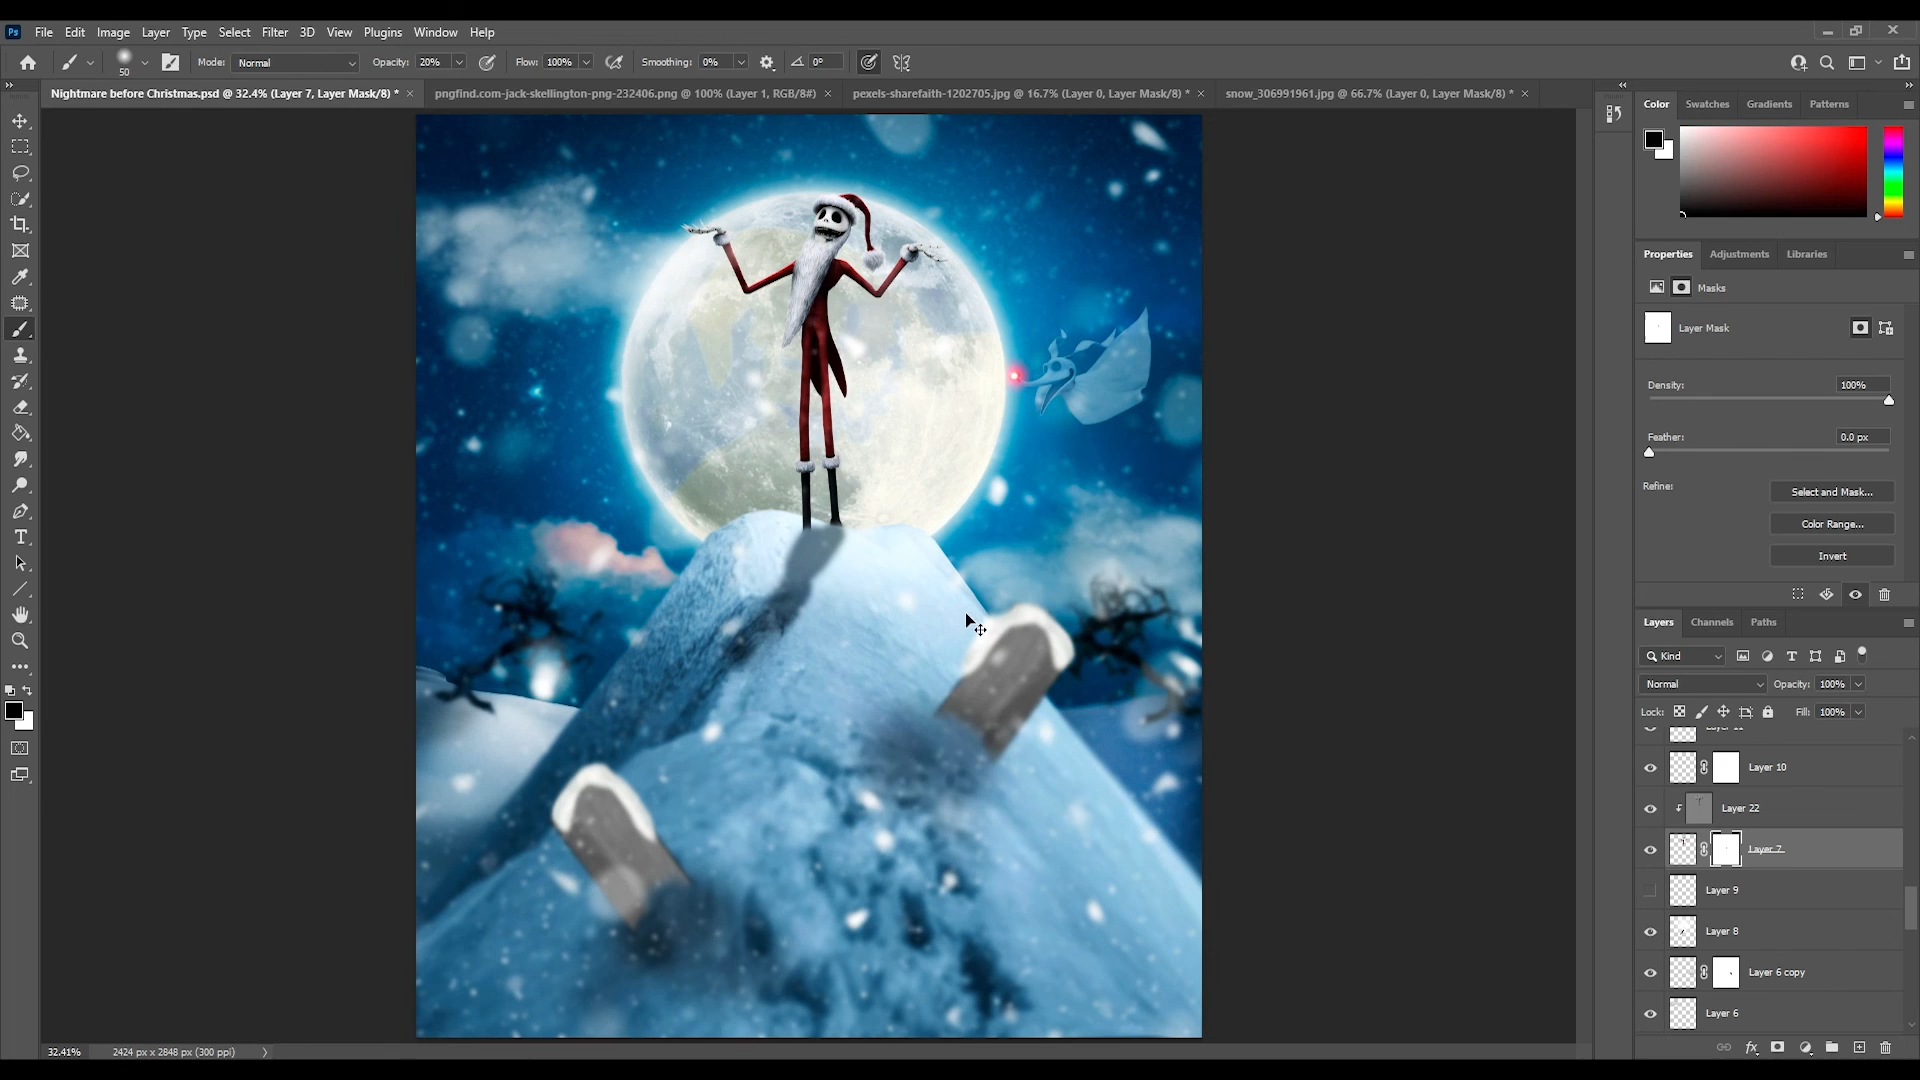 Ps File Edit Image Layer Type Select Filter 3D View Plugins Window Help
50 Mode: Normal Opacity: 20% Flow: 100% Smoothing: 0% 0°
Nightmare before Christmas.psd @ 32.4% (Layer 7, Layer Mask/8) * × pngfind.com-jack-skellington-png-232406.png @ 100% (Layer 1, RGB/8#) × pexels-sharefaith-1202705.jpg @ 16.7% (Layer 0, Layer Mask/8) * × snow_306991961.jpg @ 66.7% (Layer 0, Layer Mask/8) * ×
Color Swatches Gradients Patterns
Properties Adjustments Libraries
Masks
Layer Mask
Density: 100%
Feather: 0.0 px
Refine: Select and Mask...
Color Range...
Invert
Layers Channels Paths
Kind
Normal Opacity: 100%
Lock: Fill: 100%
Layer 11
Layer 10
Layer 22
Layer 7
Layer 9
Layer 8
Layer 6 copy
Layer 6
32.41% 2424 px x 2848 px (300 ppi)